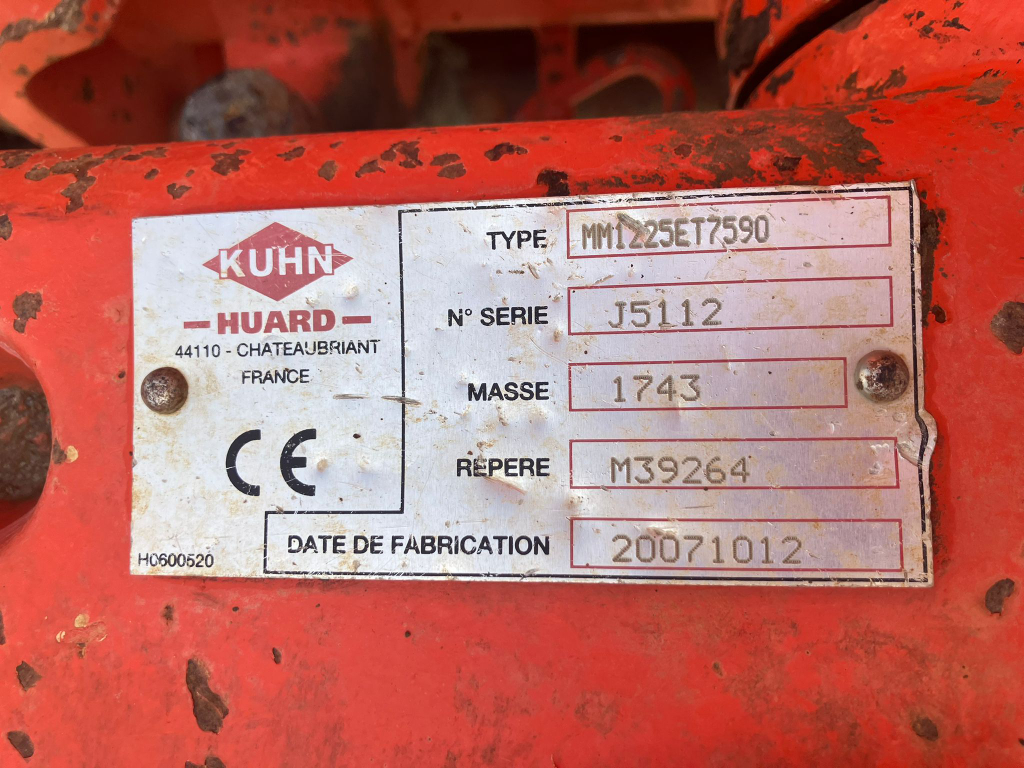 KUHN
HUARD
44110 - CHATEAUBRIANT
FRANCE
CE
H0600520
TYPE MM1225ET7590
N° SERIE J5112
MASSE 1743
REPERE M39264
DATE DE FABRICATION 20071012